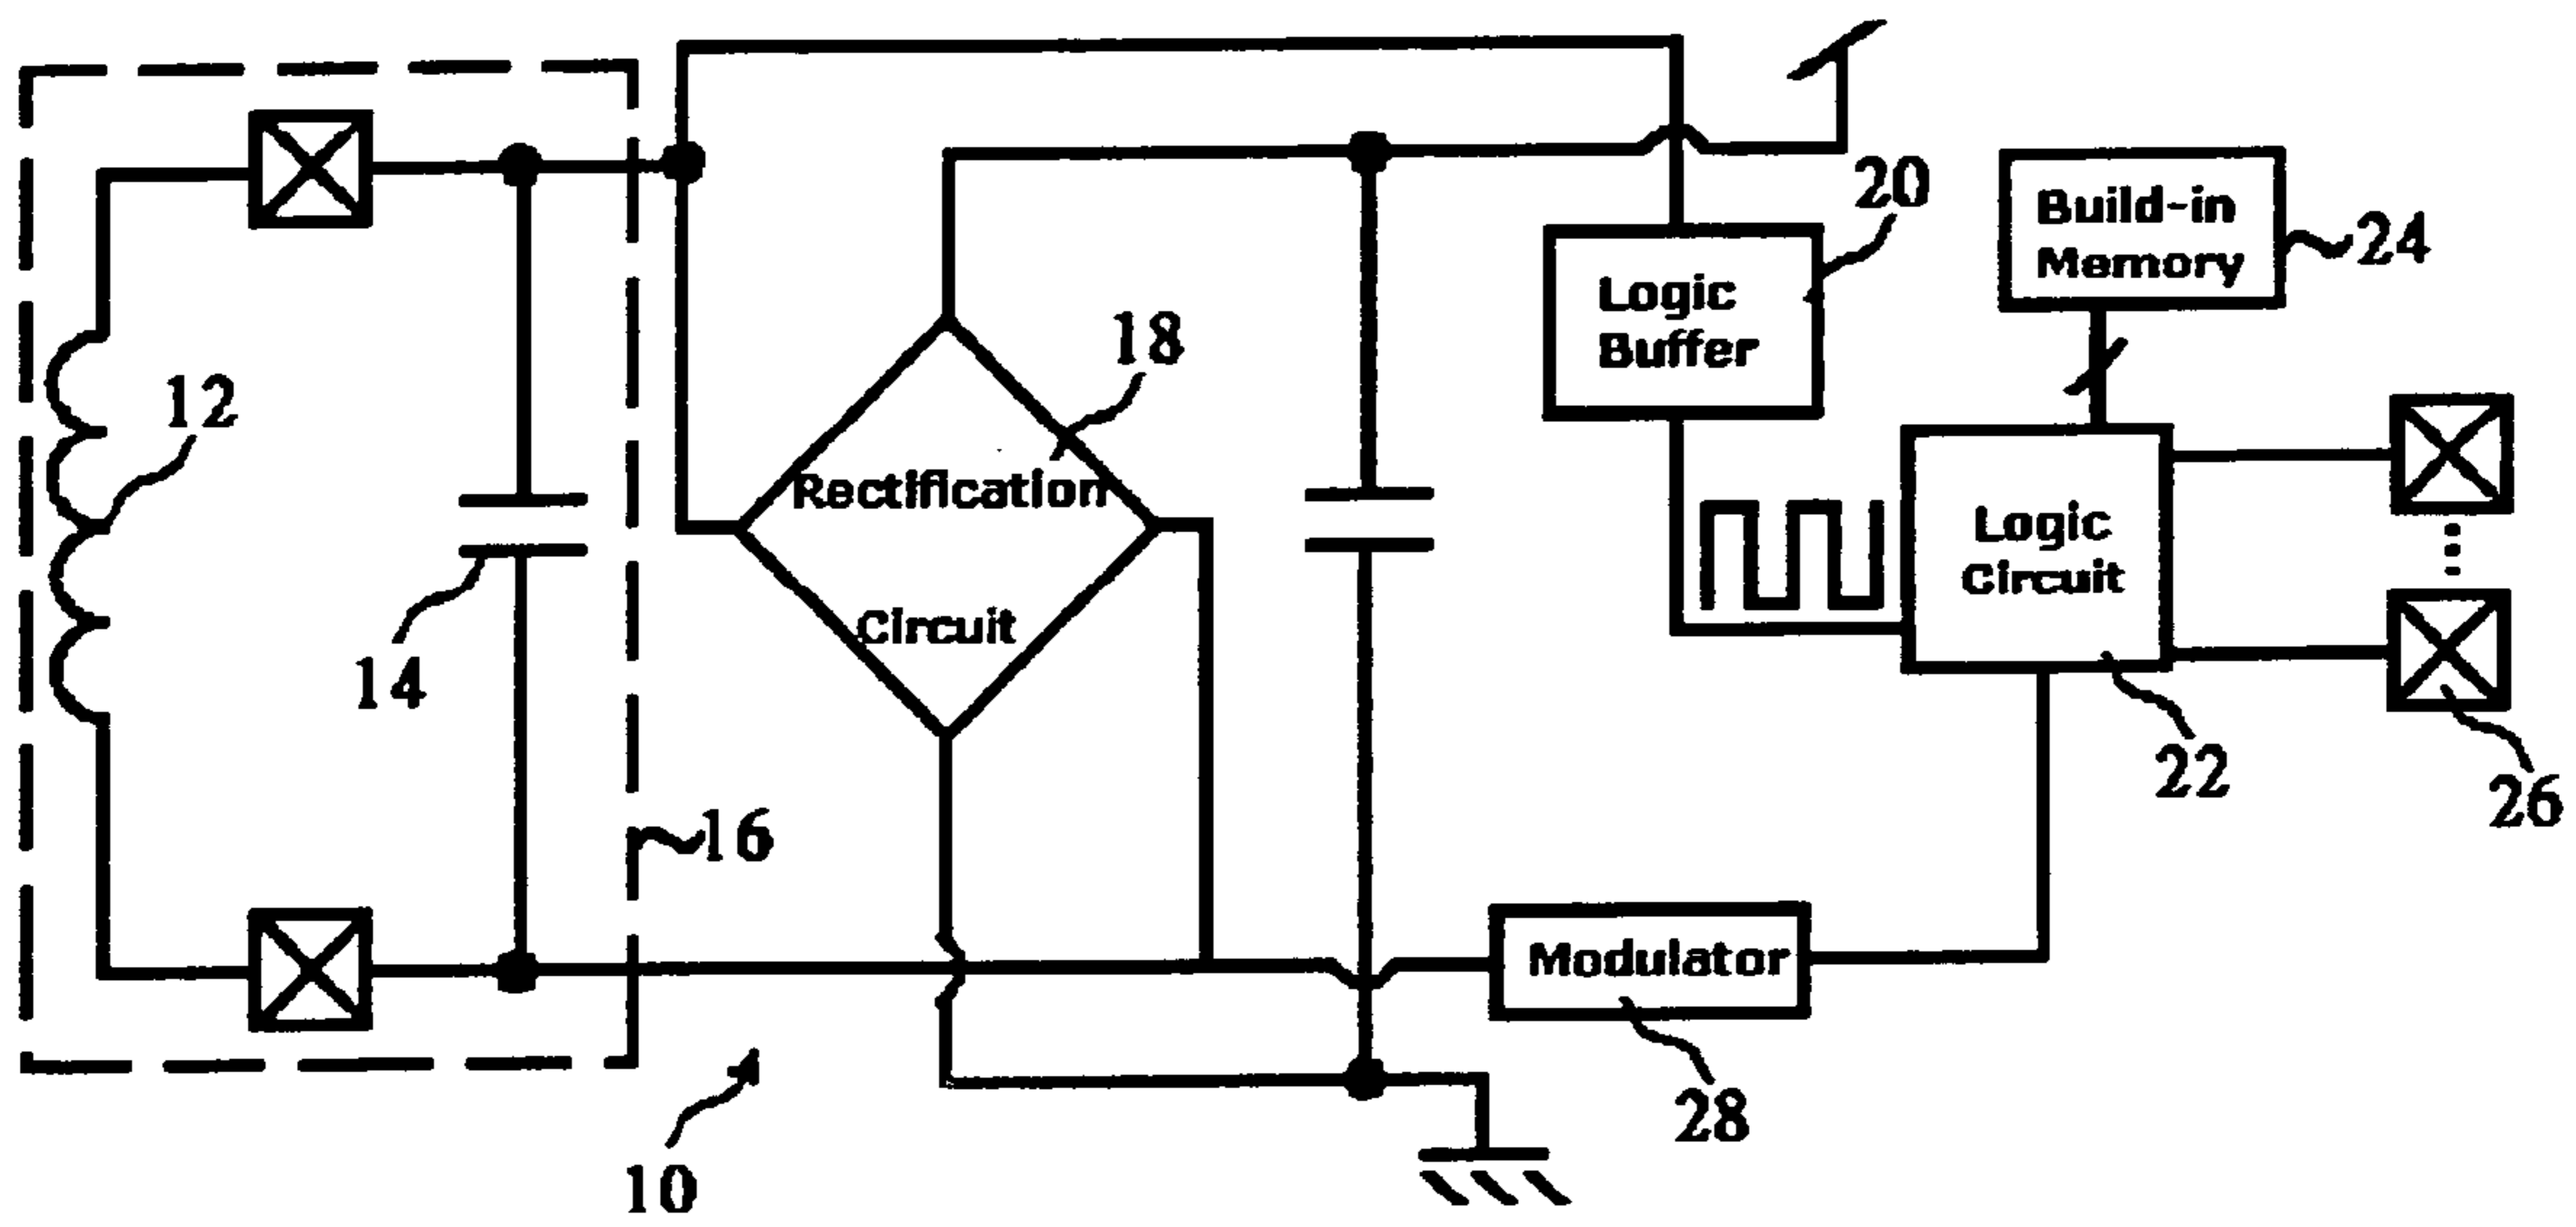 20
Build-in
Memory
24
Logic
Buffer
18
12
Rectification
Circuit
Logic
Circuit
14
22
26
16
Modulator
28
10